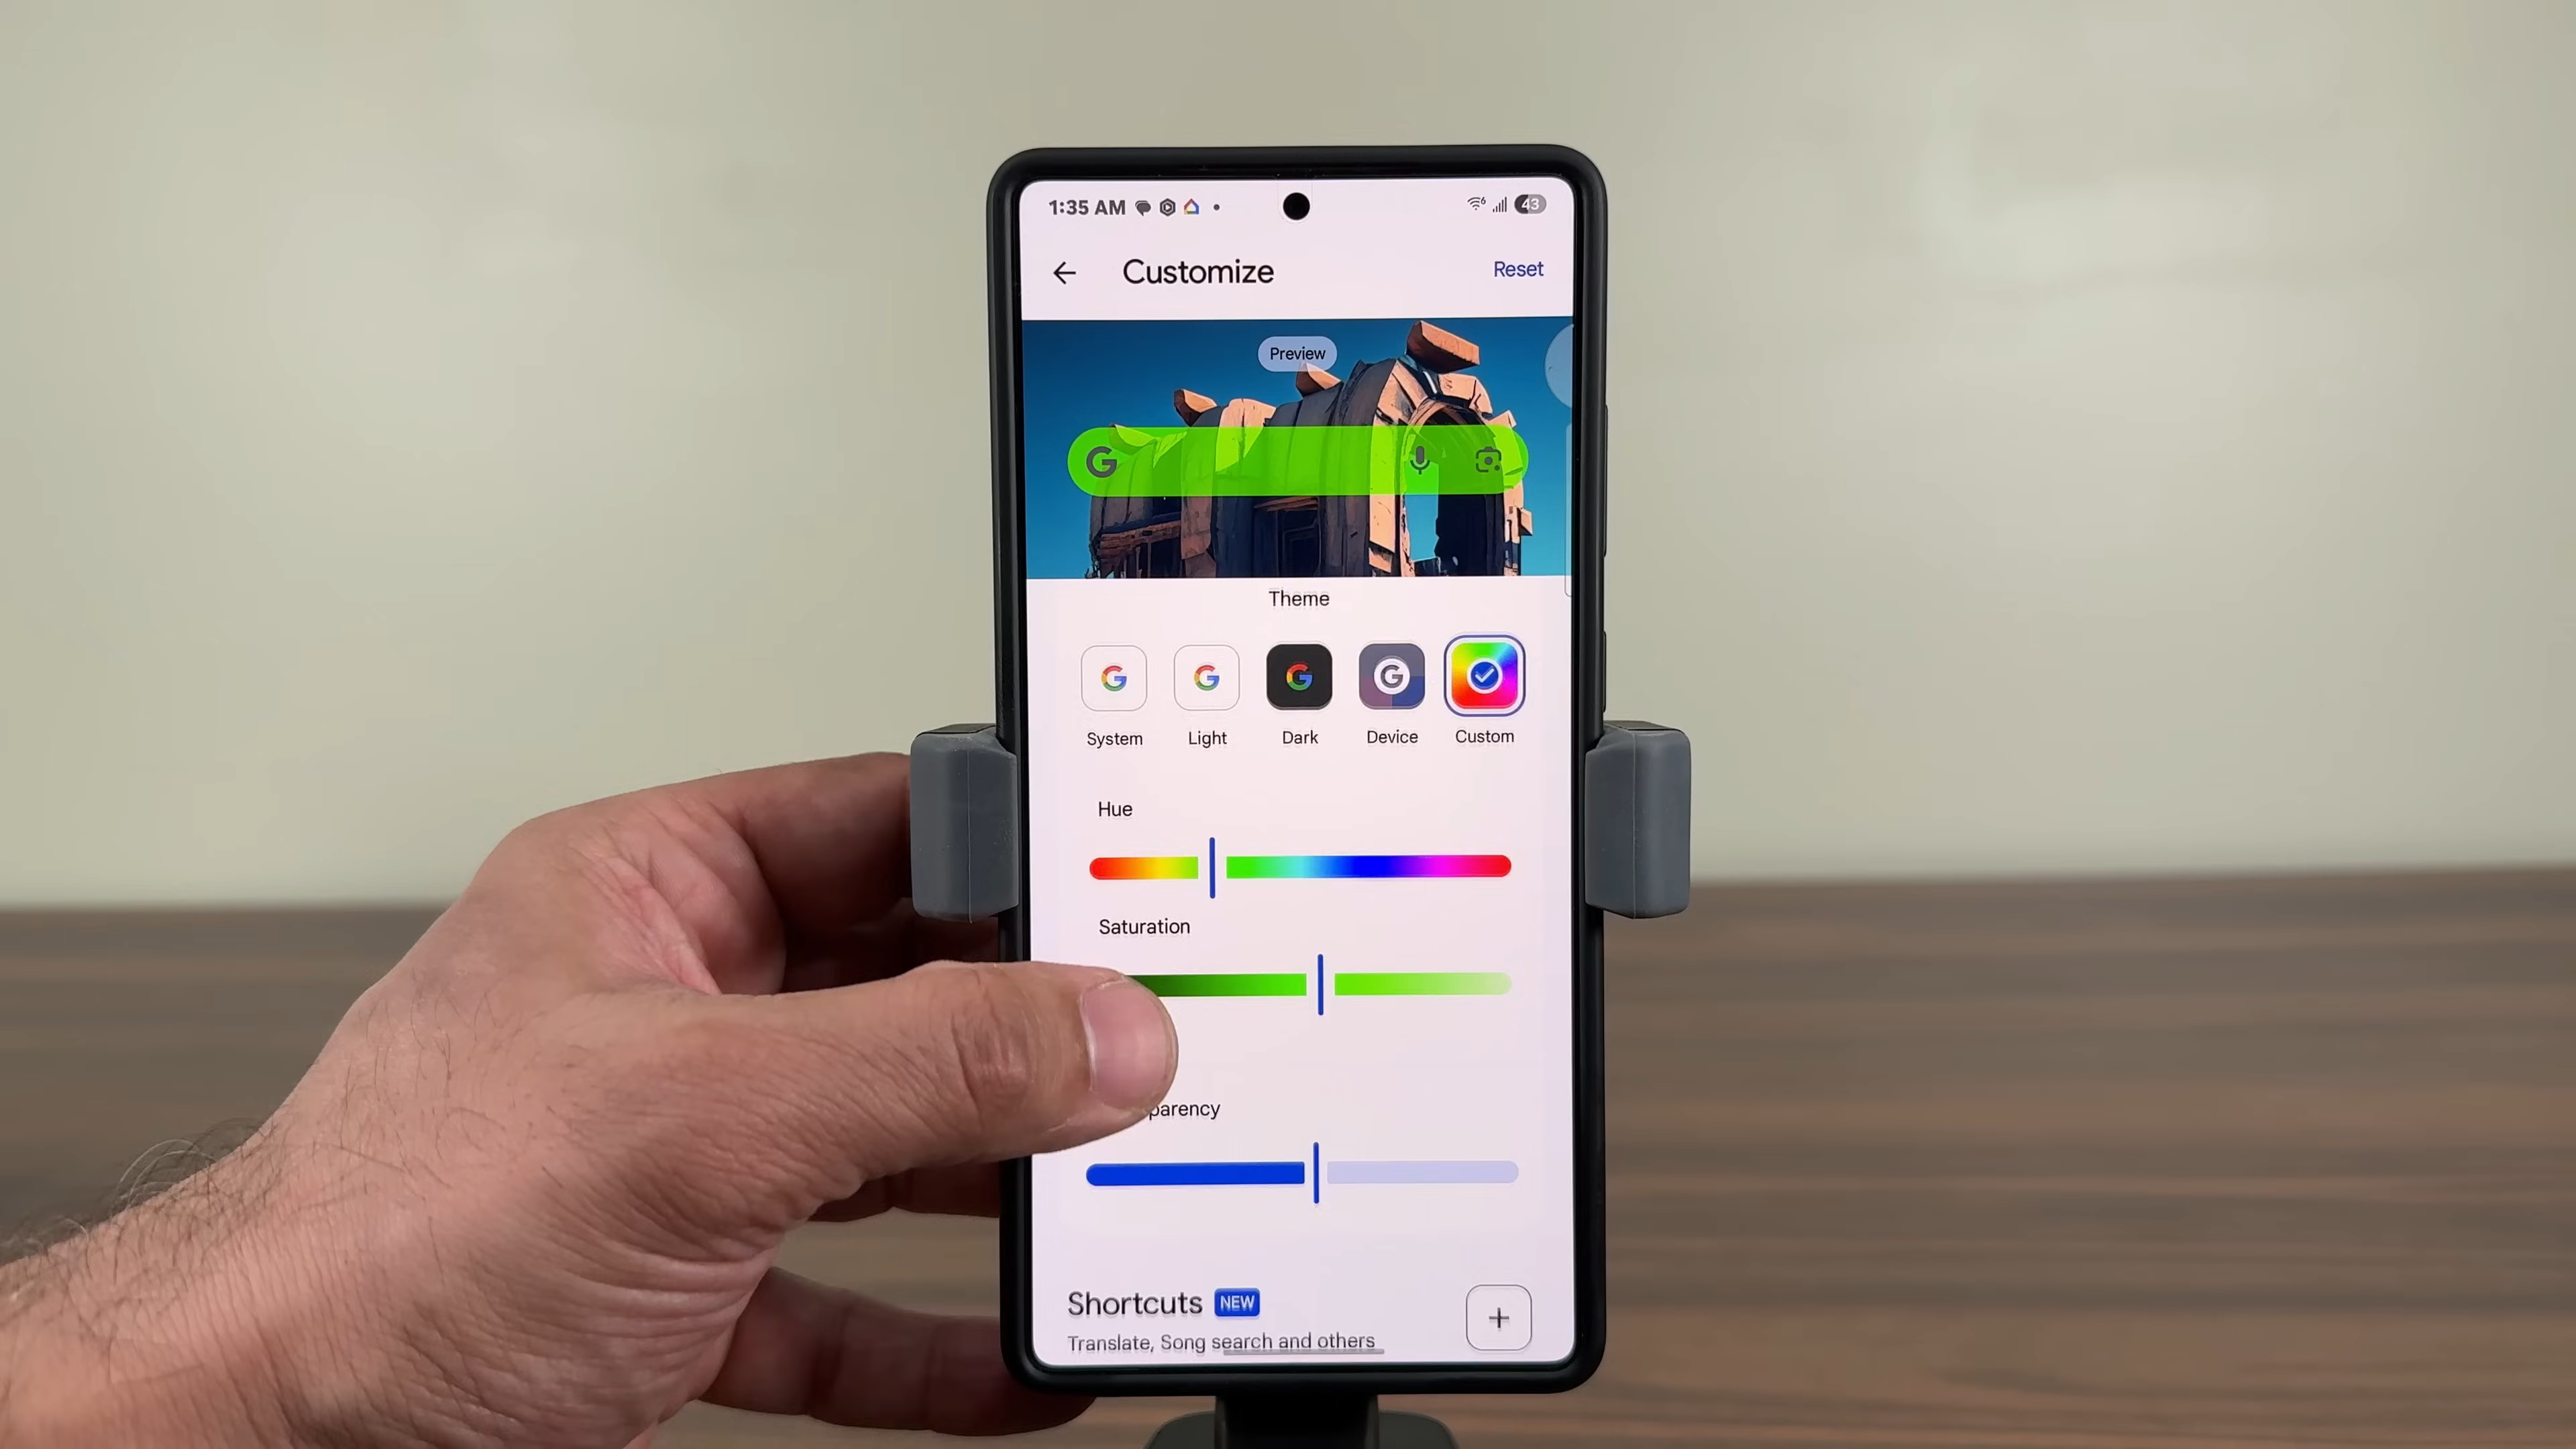 1:35 AM
43
Customize
Reset
Preview
Theme
System
Light
Dark
Device
Custom
Hue
Saturation
parency
Shortcuts NEW
Translate, Song search and others